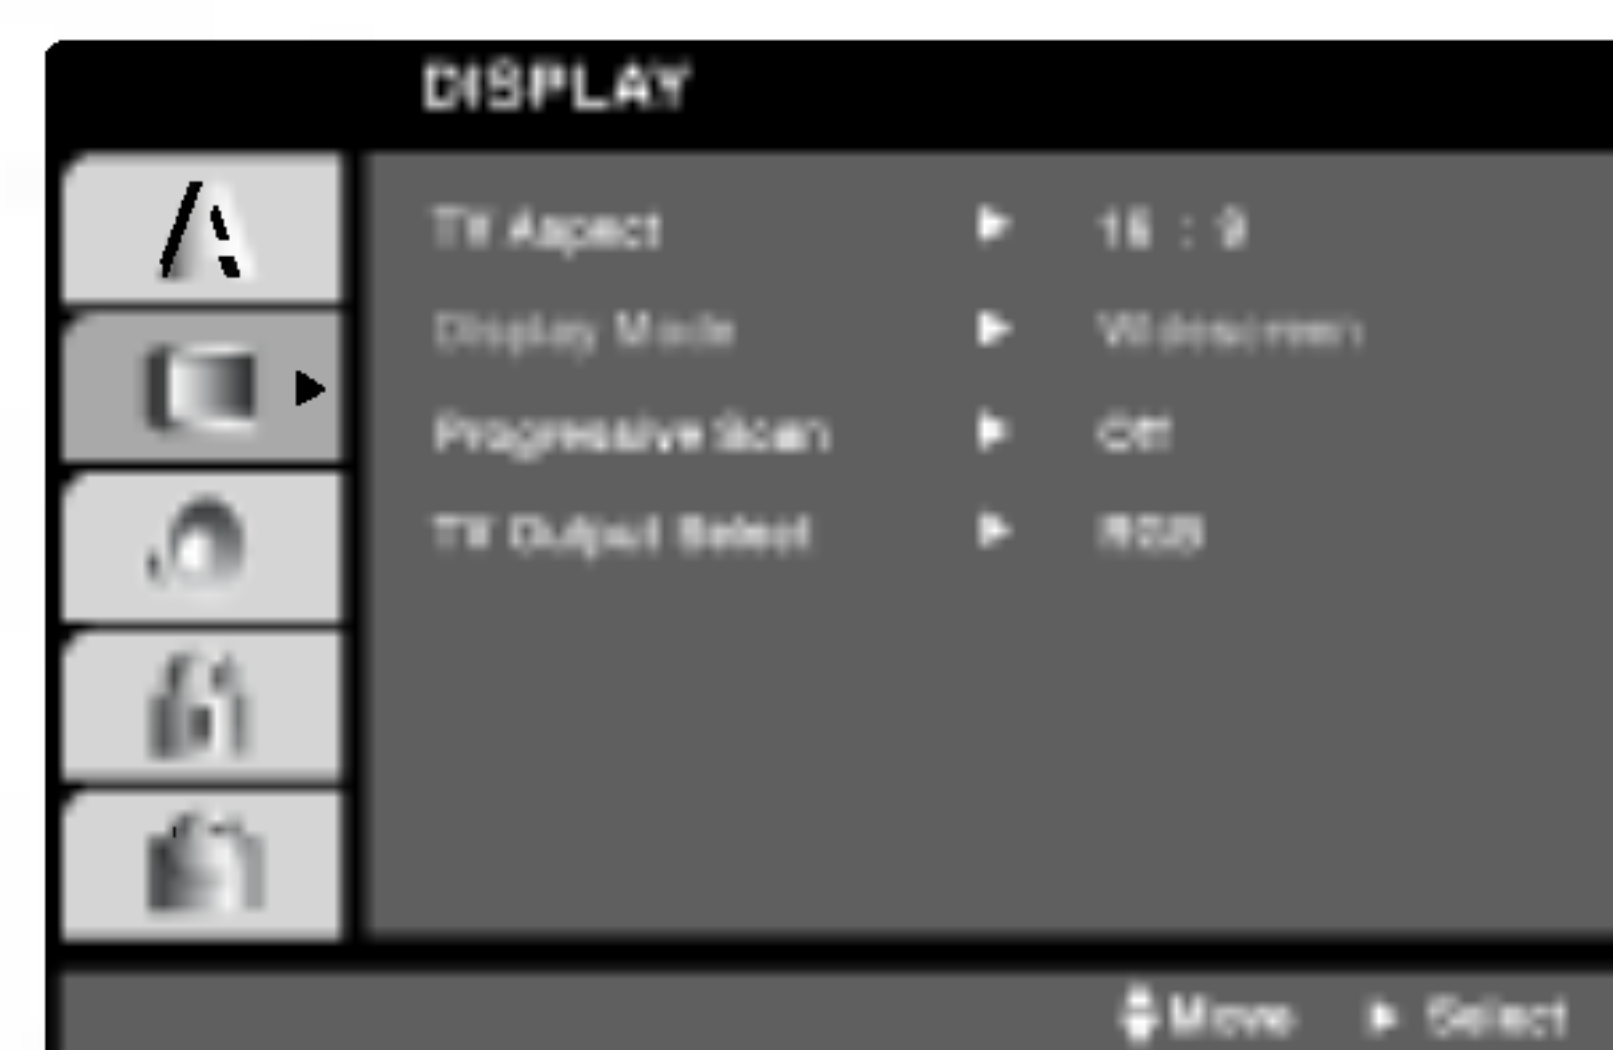 DISPLAY
TV Aspect ▶ 16 : 9
Display Mode ▶ Widescreen
Progressive Scan ▶ Off
TV Output Select ▶ RGB
Move ▶ Select